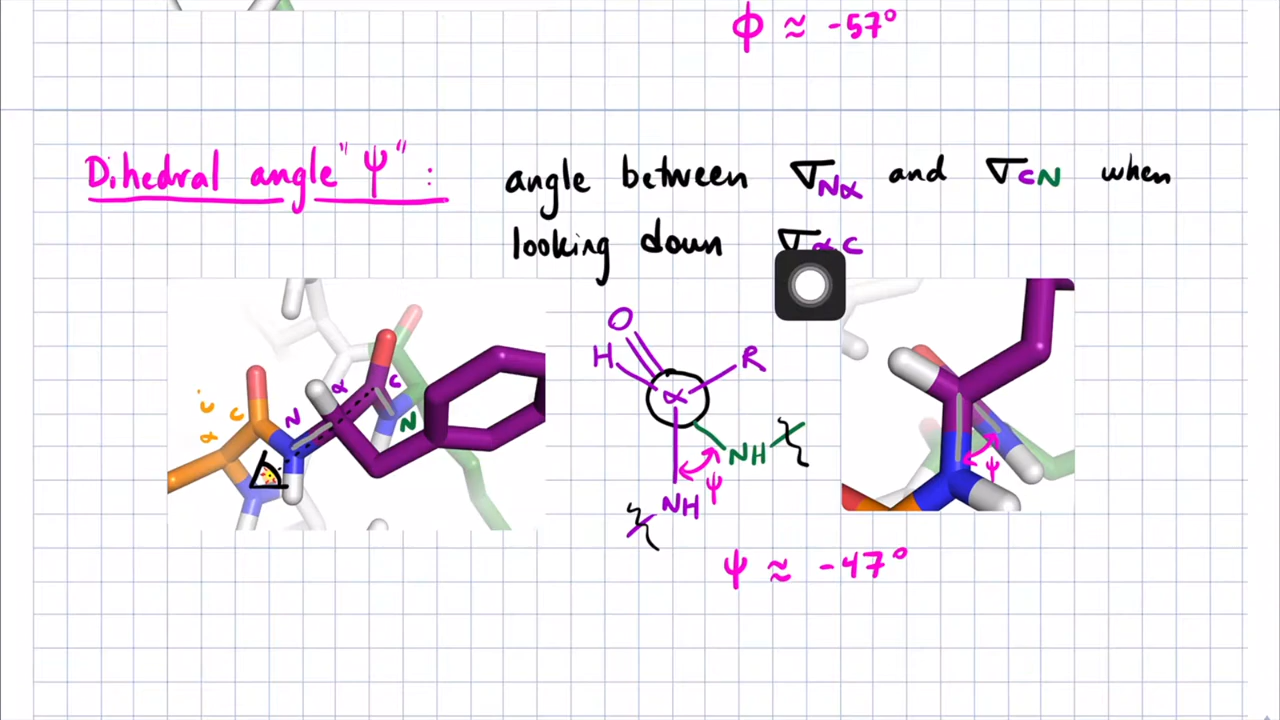 ϕ ≈ -57°
Dihedral angle "ψ" : angle between σNα and σCN when
looking down σαC
O
H
R
α
NH
ψ
NH
α C N α C N
ψ
ψ ≈ -47°